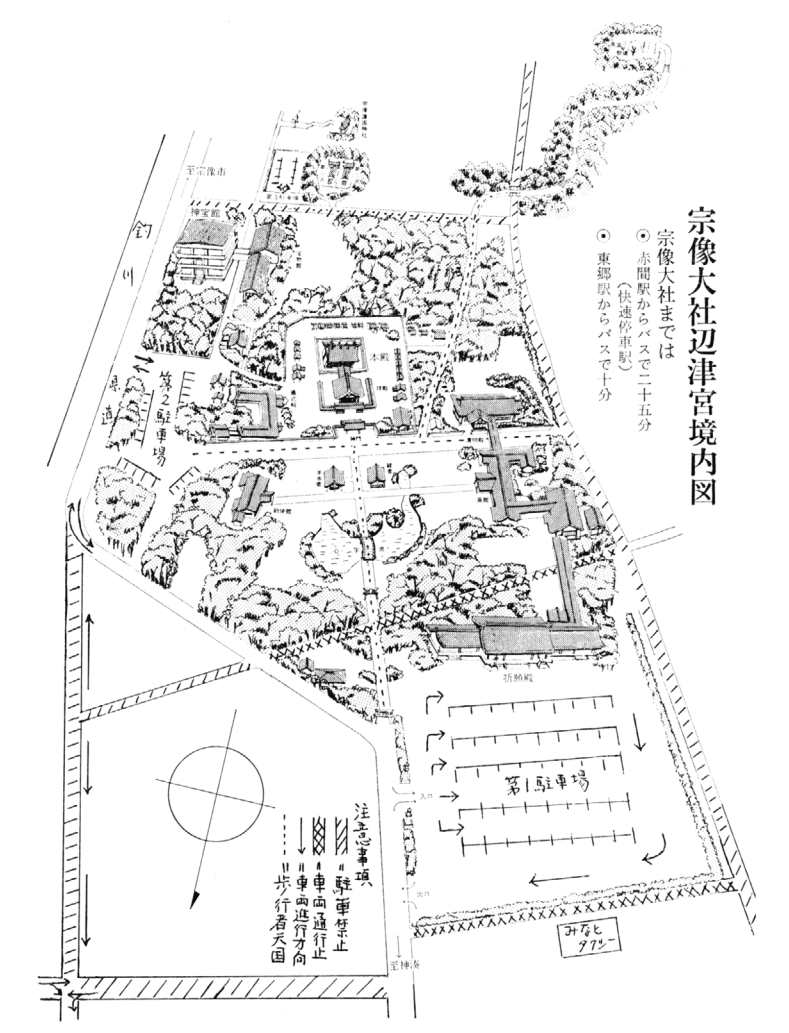 宗像大社辺津宮境内図
宗像大社までは
◉赤間駅からバスで二十五分
(快速停車駅)
◉東郷駅からバスで十分
至宗像市
釣川
神宝館
本殿
県道
第2駐車場
祈願殿
第1駐車場
入口
出口
注意事項
〃駐車禁止
〃車両通行止
〃車両進行方向
〃歩行者天国
至神湊
みなと
タクシー